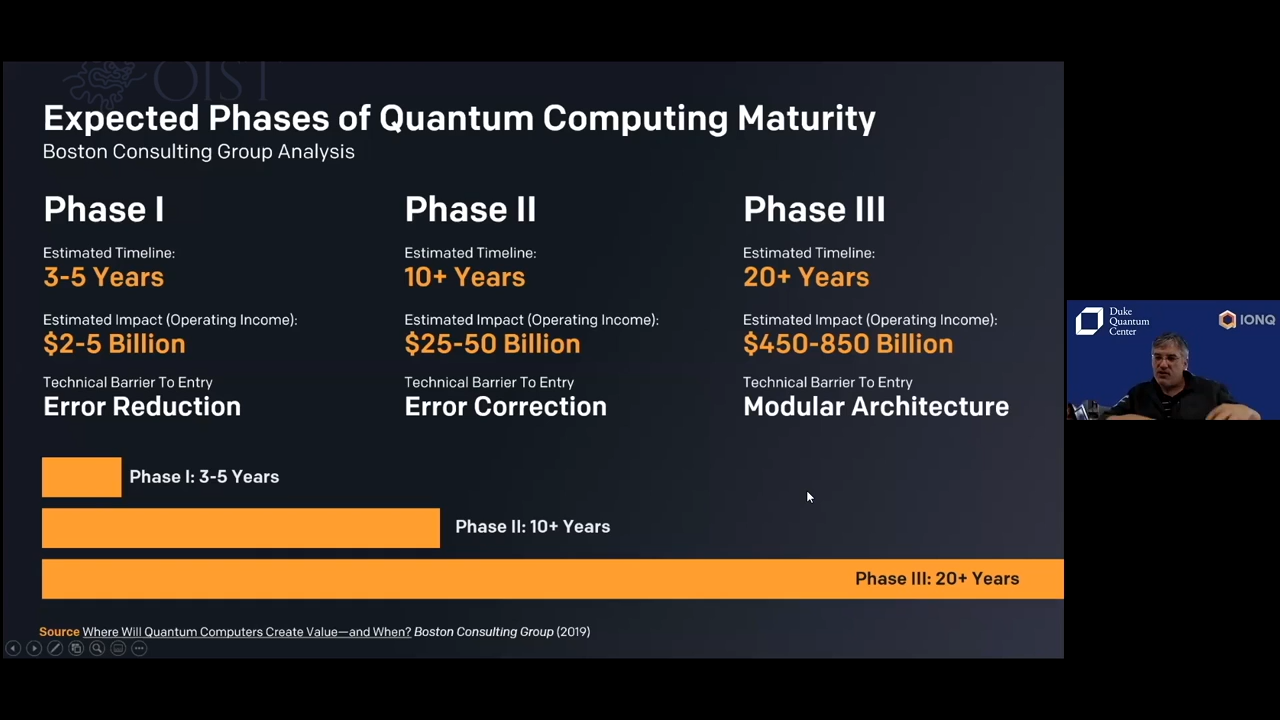 OIST
Expected Phases of Quantum Computing Maturity
Boston Consulting Group Analysis
Phase I
Estimated Timeline:
3-5 Years
Estimated Impact (Operating Income):
$2-5 Billion
Technical Barrier To Entry
Error Reduction
Phase II
Estimated Timeline:
10+ Years
Estimated Impact (Operating Income):
$25-50 Billion
Technical Barrier To Entry
Error Correction
Phase III
Estimated Timeline:
20+ Years
Estimated Impact (Operating Income):
$450-850 Billion
Technical Barrier To Entry
Modular Architecture
Phase I: 3-5 Years
Phase II: 10+ Years
Phase III: 20+ Years
Source Where Will Quantum Computers Create Value—and When? Boston Consulting Group (2019)
Duke
Quantum
Center
IONQ